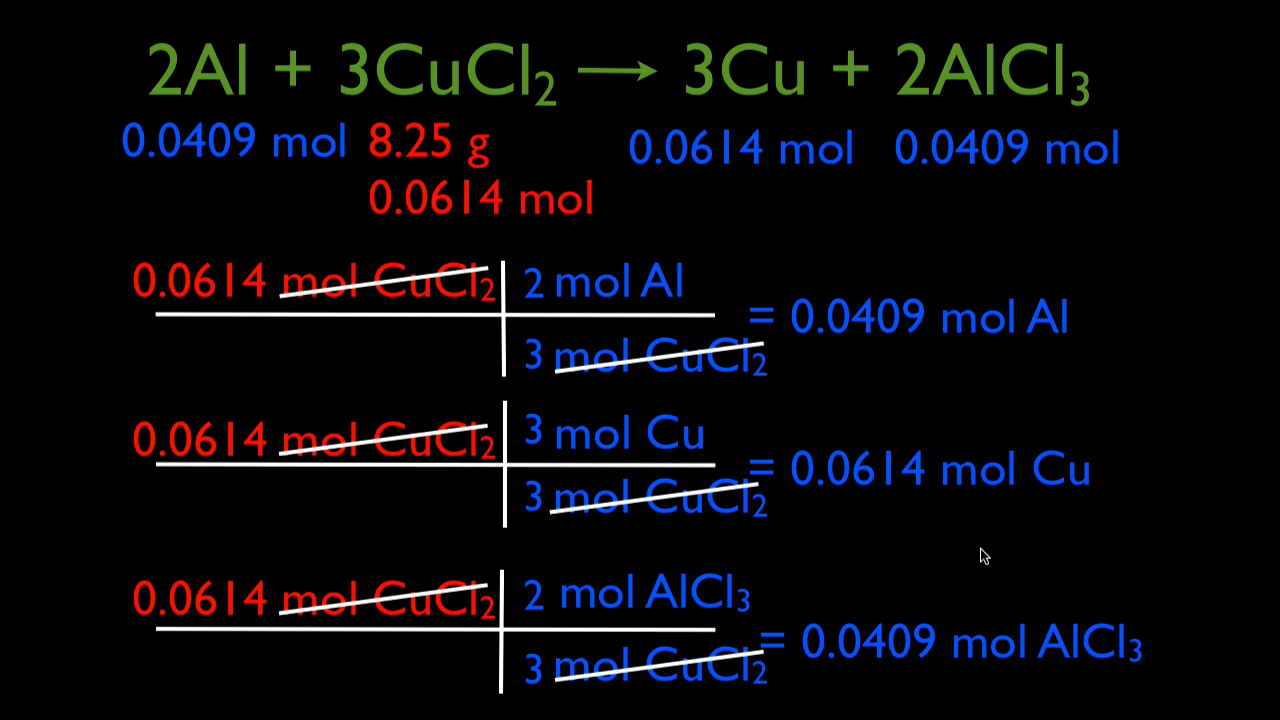 2Al + 3CuCl₂ → 3Cu + 2AlCl₃
0.0409 mol 8.25 g 0.0614 mol 0.0409 mol
0.0614 mol
0.0614 mol CuCl₂ 2 mol Al
= 0.0409 mol Al
3 mol CuCl₂
0.0614 mol CuCl₂ 3 mol Cu
= 0.0614 mol Cu
3 mol CuCl₂
0.0614 mol CuCl₂ 2 mol AlCl₃
= 0.0409 mol AlCl₃
3 mol CuCl₂